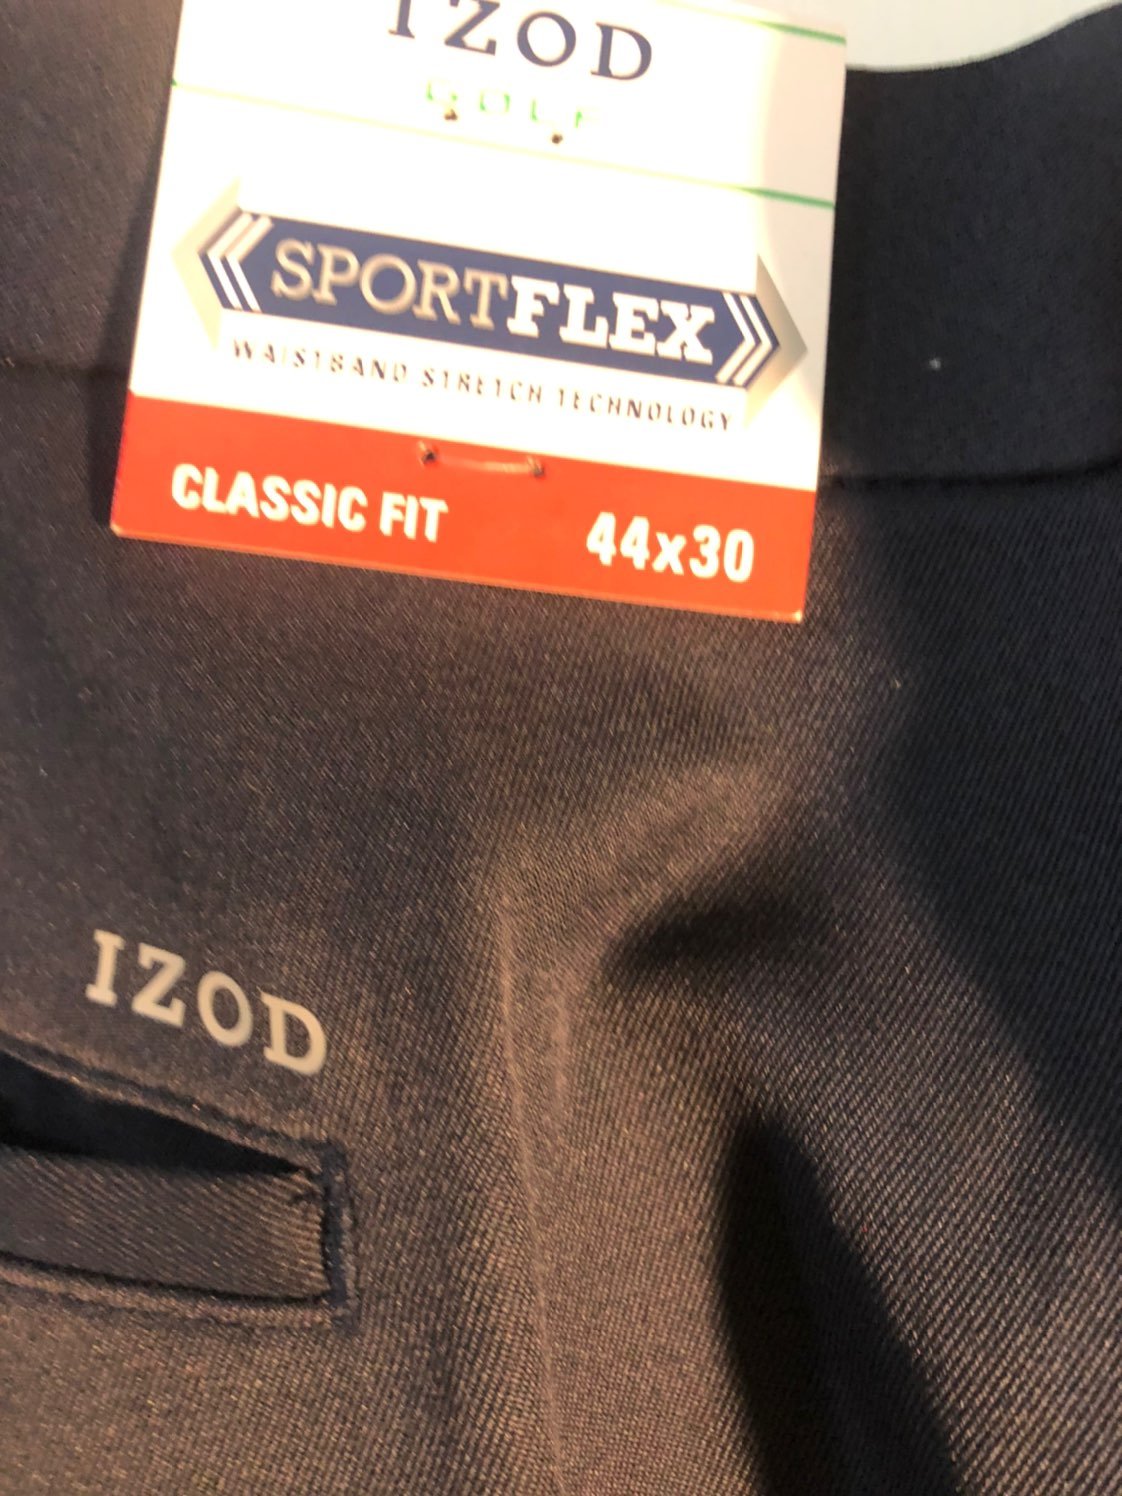 IZOD
GOLF
SPORTFLEX
WAISTBAND STRETCH TECHNOLOGY
CLASSIC FIT 44x30
IZOD